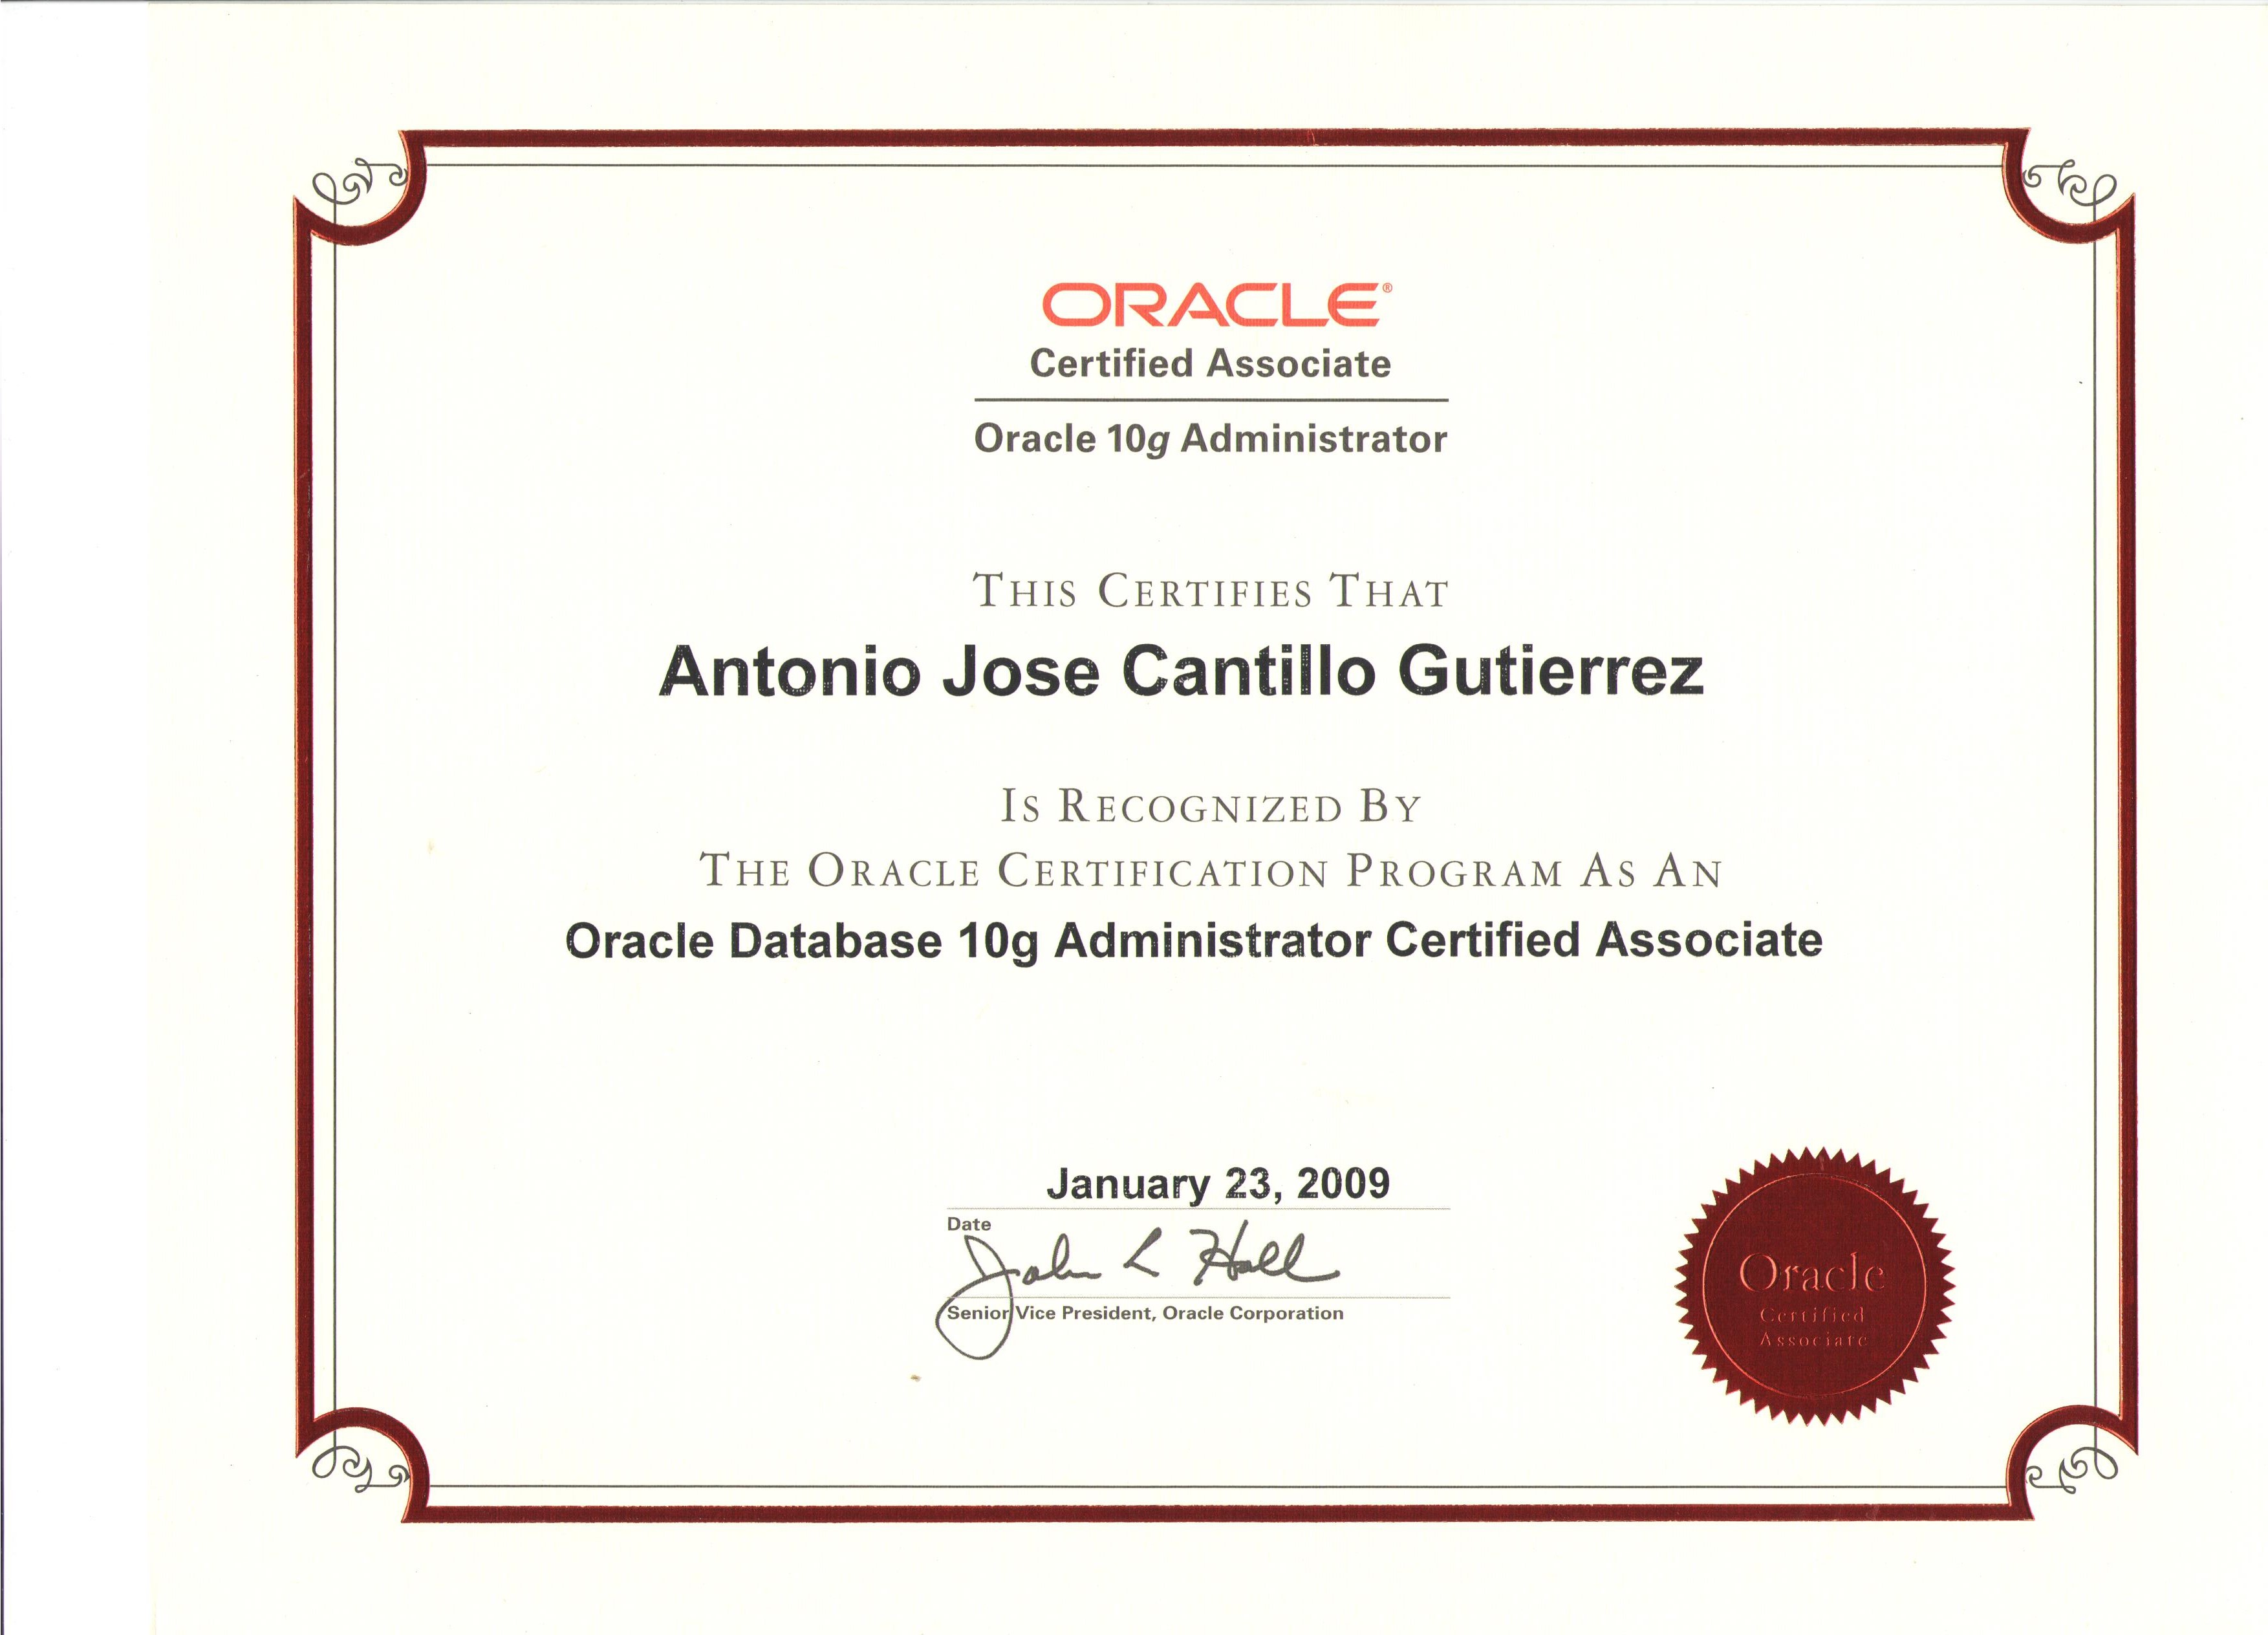 ORACLE®
Certified Associate
Oracle 10g Administrator
THIS CERTIFIES THAT
Antonio Jose Cantillo Gutierrez
IS RECOGNIZED BY
THE ORACLE CERTIFICATION PROGRAM AS AN
Oracle Database 10g Administrator Certified Associate
January 23, 2009
Date
John L Hall
Senior Vice President, Oracle Corporation
Oracle
Certified
Associate